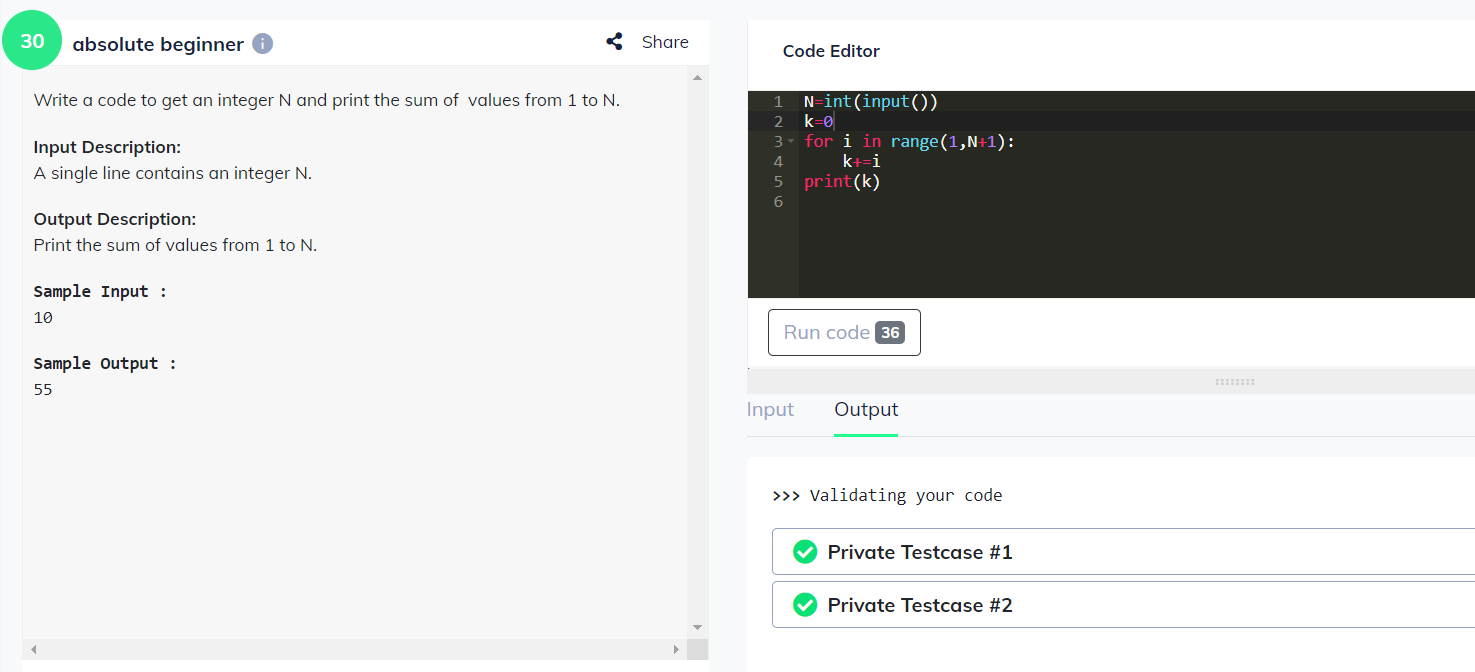 30
absolute beginner
Share
Write a code to get an integer N and print the sum of  values from 1 to N.
Input Description:
A single line contains an integer N.
Output Description:
Print the sum of values from 1 to N.
Sample Input :
10
Sample Output :
55
Code Editor
1 N=int(input())
2 k=0
3 for i in range(1,N+1):
4     k+=i
5 print(k)
6
Run code 36
Input Output
>>> Validating your code
Private Testcase #1
Private Testcase #2